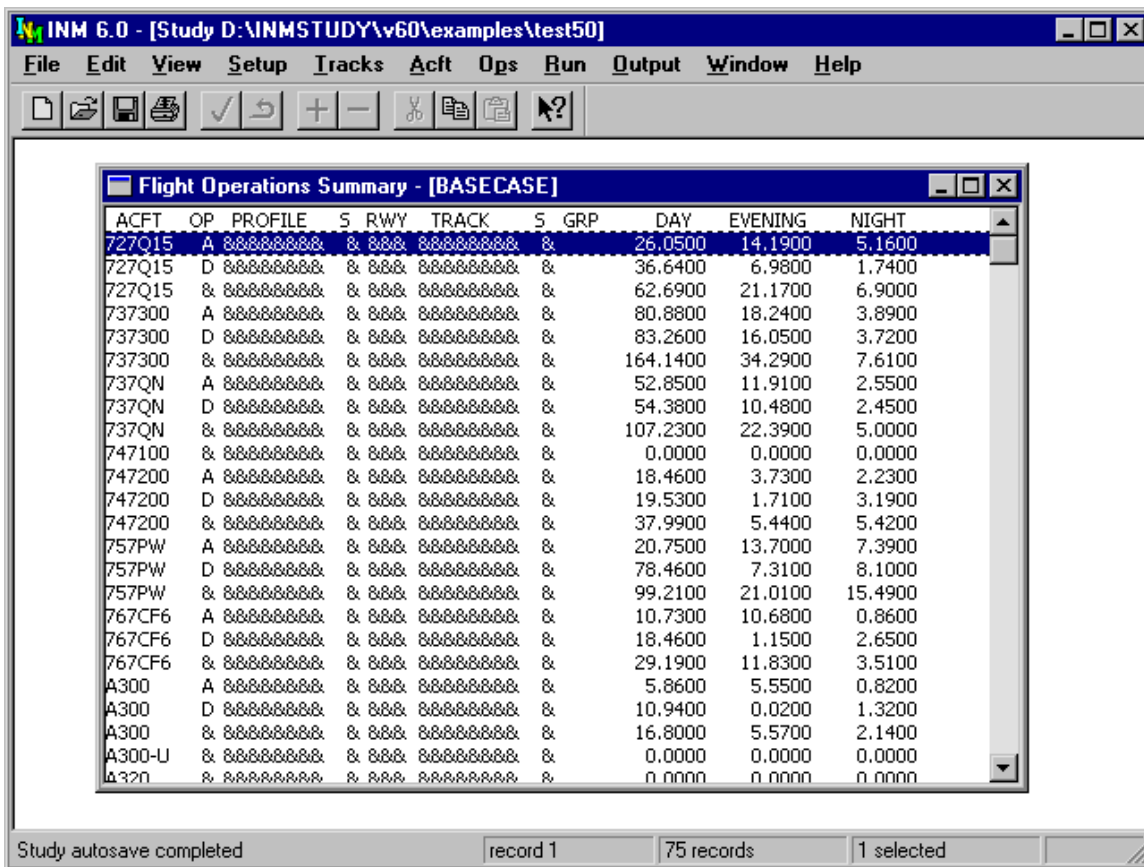 INM 6.0 - [Study D:\INMSTUDY\v60\examples\test50]
File Edit View Setup Tracks Acft Ops Run Output Window Help
Flight Operations Summary - [BASECASE]
ACFT OP PROFILE S RWY TRACK S GRP DAY EVENING NIGHT
727Q15 A &&&&&&&& & &&& &&&&&&&& & 26.0500 14.1900 5.1600
727Q15 D &&&&&&&& & &&& &&&&&&&& & 36.6400 6.9800 1.7400
727Q15 & &&&&&&&& & &&& &&&&&&&& & 62.6900 21.1700 6.9000
737300 A &&&&&&&& & &&& &&&&&&&& & 80.8800 18.2400 3.8900
737300 D &&&&&&&& & &&& &&&&&&&& & 83.2600 16.0500 3.7200
737300 & &&&&&&&& & &&& &&&&&&&& & 164.1400 34.2900 7.6100
737QN A &&&&&&&& & &&& &&&&&&&& & 52.8500 11.9100 2.5500
737QN D &&&&&&&& & &&& &&&&&&&& & 54.3800 10.4800 2.4500
737QN & &&&&&&&& & &&& &&&&&&&& & 107.2300 22.3900 5.0000
747100 & &&&&&&&& & &&& &&&&&&&& & 0.0000 0.0000 0.0000
747200 A &&&&&&&& & &&& &&&&&&&& & 18.4600 3.7300 2.2300
747200 D &&&&&&&& & &&& &&&&&&&& & 19.5300 1.7100 3.1900
747200 & &&&&&&&& & &&& &&&&&&&& & 37.9900 5.4400 5.4200
757PW A &&&&&&&& & &&& &&&&&&&& & 20.7500 13.7000 7.3900
757PW D &&&&&&&& & &&& &&&&&&&& & 78.4600 7.3100 8.1000
757PW & &&&&&&&& & &&& &&&&&&&& & 99.2100 21.0100 15.4900
767CF6 A &&&&&&&& & &&& &&&&&&&& & 10.7300 10.6800 0.8600
767CF6 D &&&&&&&& & &&& &&&&&&&& & 18.4600 1.1500 2.6500
767CF6 & &&&&&&&& & &&& &&&&&&&& & 29.1900 11.8300 3.5100
A300 A &&&&&&&& & &&& &&&&&&&& & 5.8600 5.5500 0.8200
A300 D &&&&&&&& & &&& &&&&&&&& & 10.9400 0.0200 1.3200
A300 & &&&&&&&& & &&& &&&&&&&& & 16.8000 5.5700 2.1400
A300-U & &&&&&&&& & &&& &&&&&&&& & 0.0000 0.0000 0.0000
A320 & &&&&&&&& & &&& &&&&&&&& & 0.0000 0.0000 0.0000
Study autosave completed record 1 75 records 1 selected